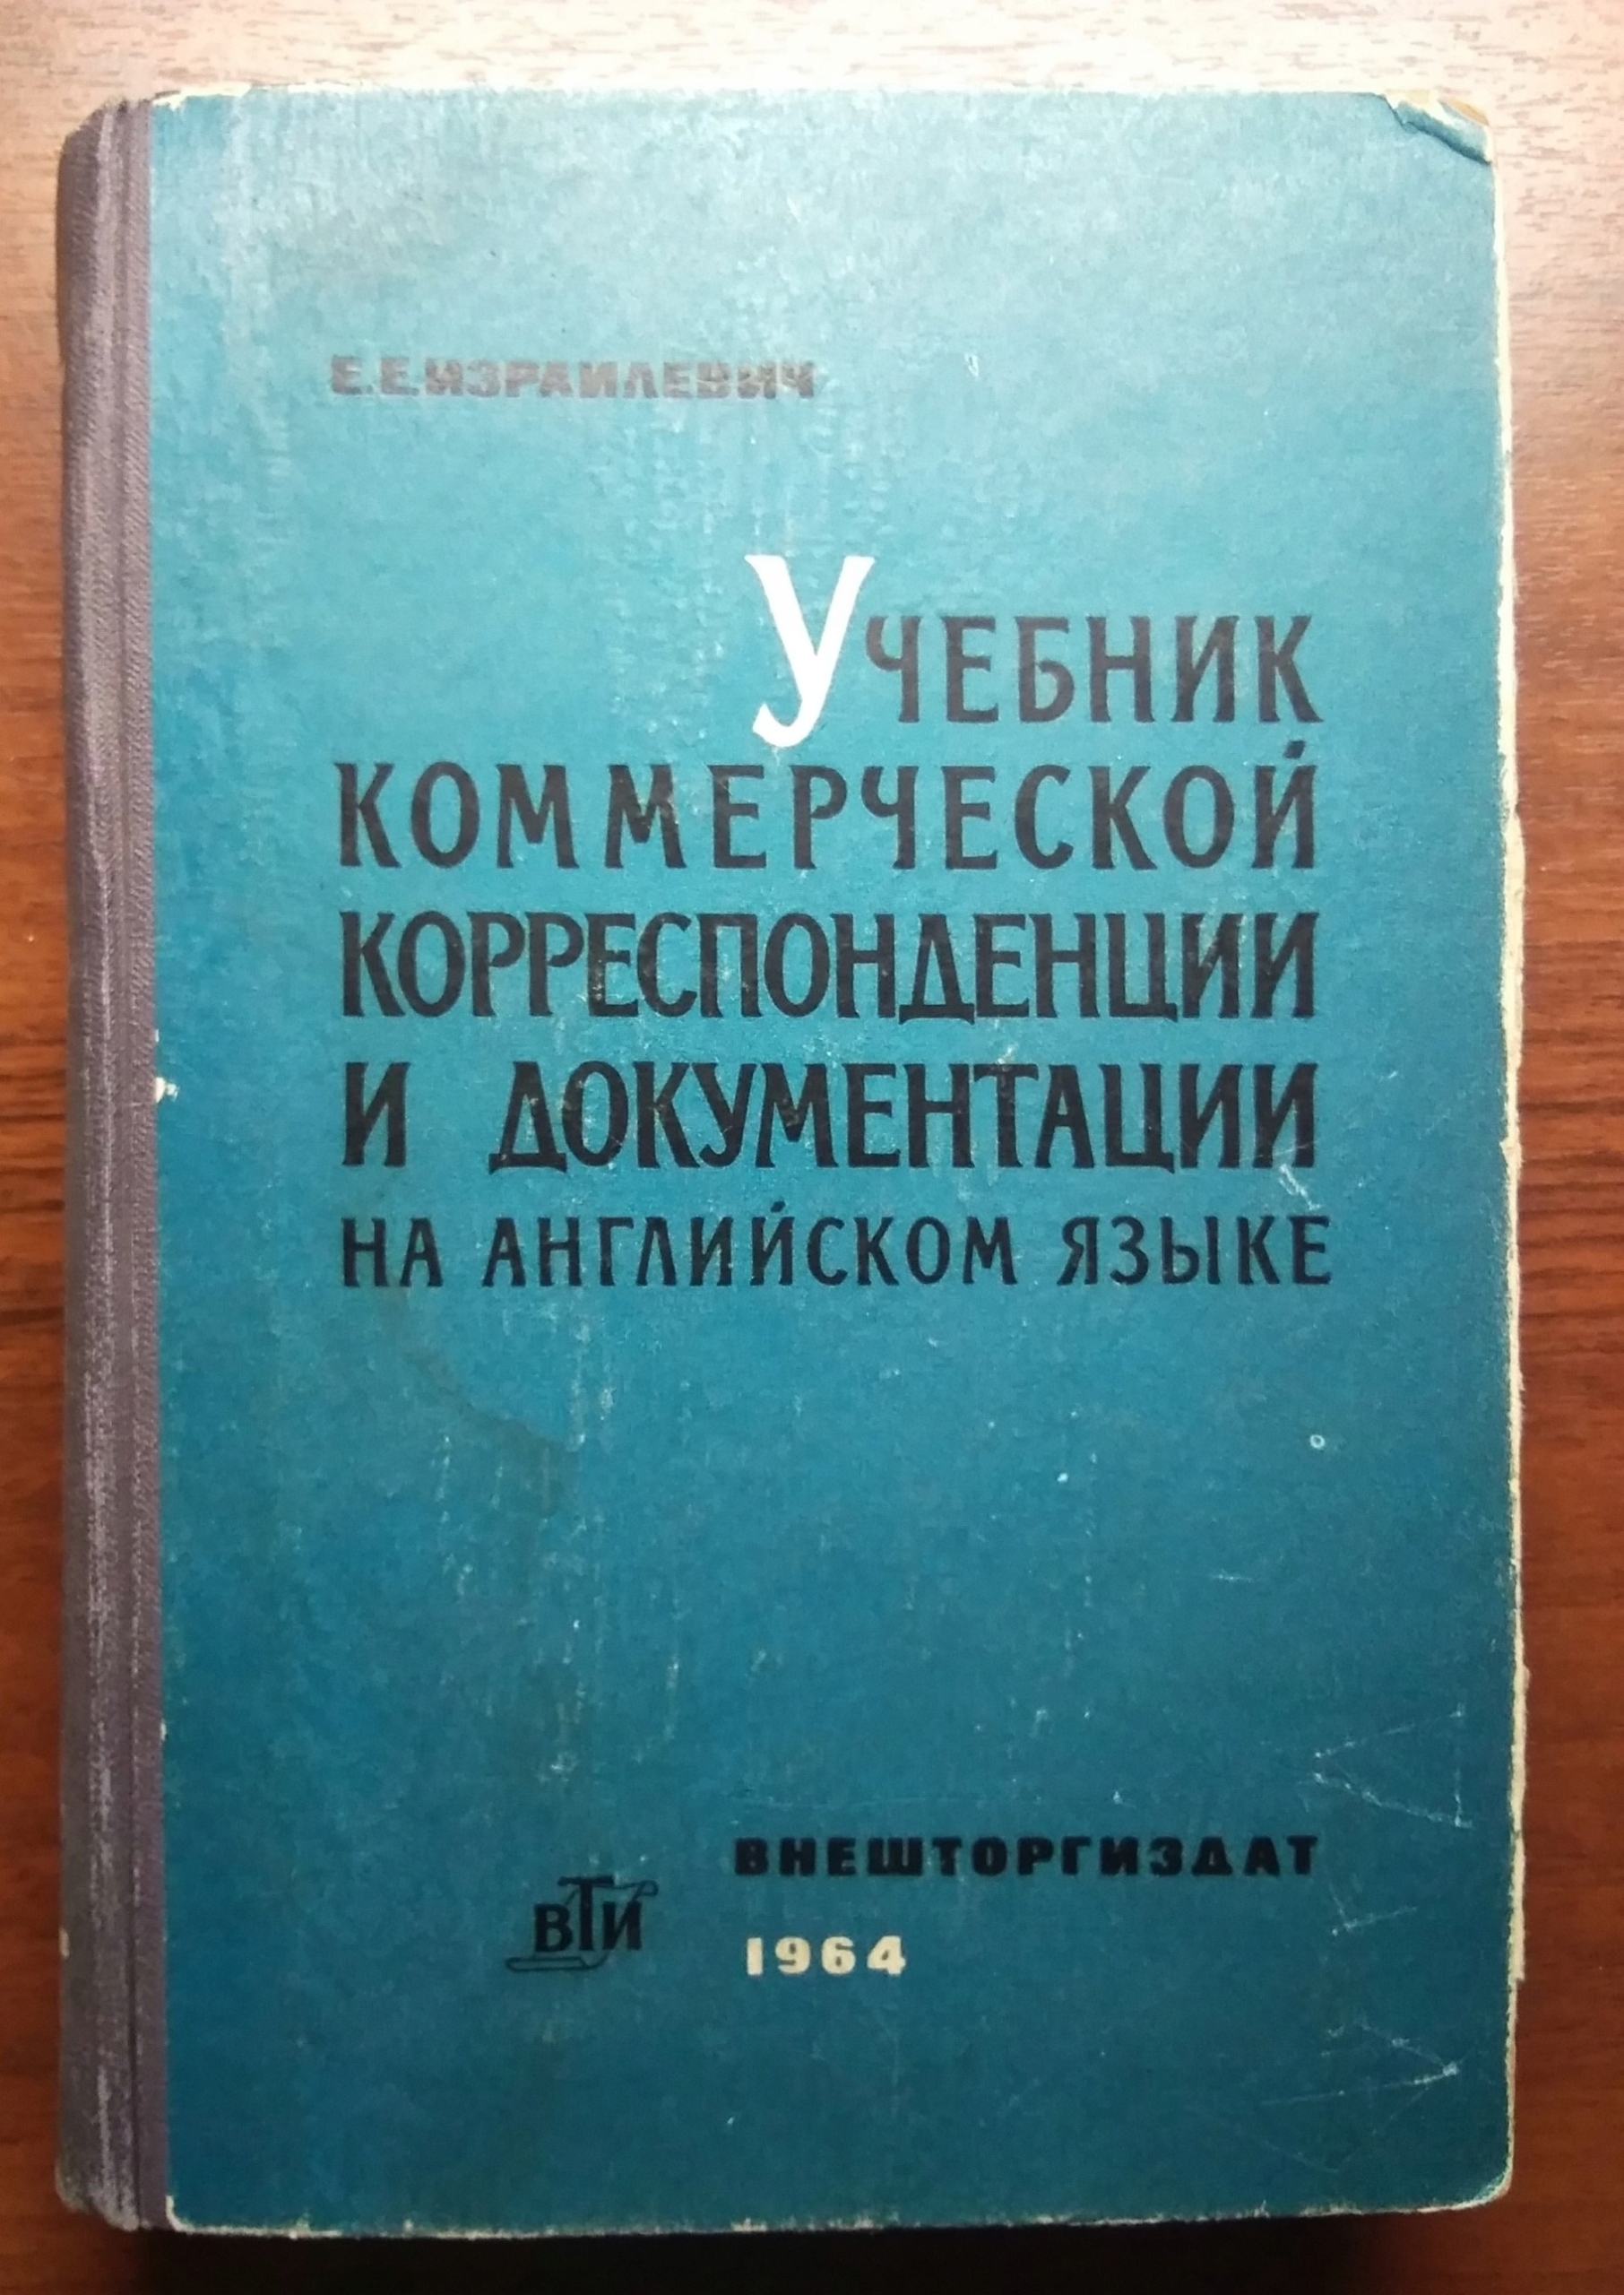 Е.Е.ИЗРАИЛЕВИЧ
УЧЕБНИК
КОММЕРЧЕСКОЙ
КОРРЕСПОНДЕНЦИИ
И ДОКУМЕНТАЦИИ
НА АНГЛИЙСКОМ ЯЗЫКЕ
ВНЕШТОРГИЗДАТ
ВТИ
1964